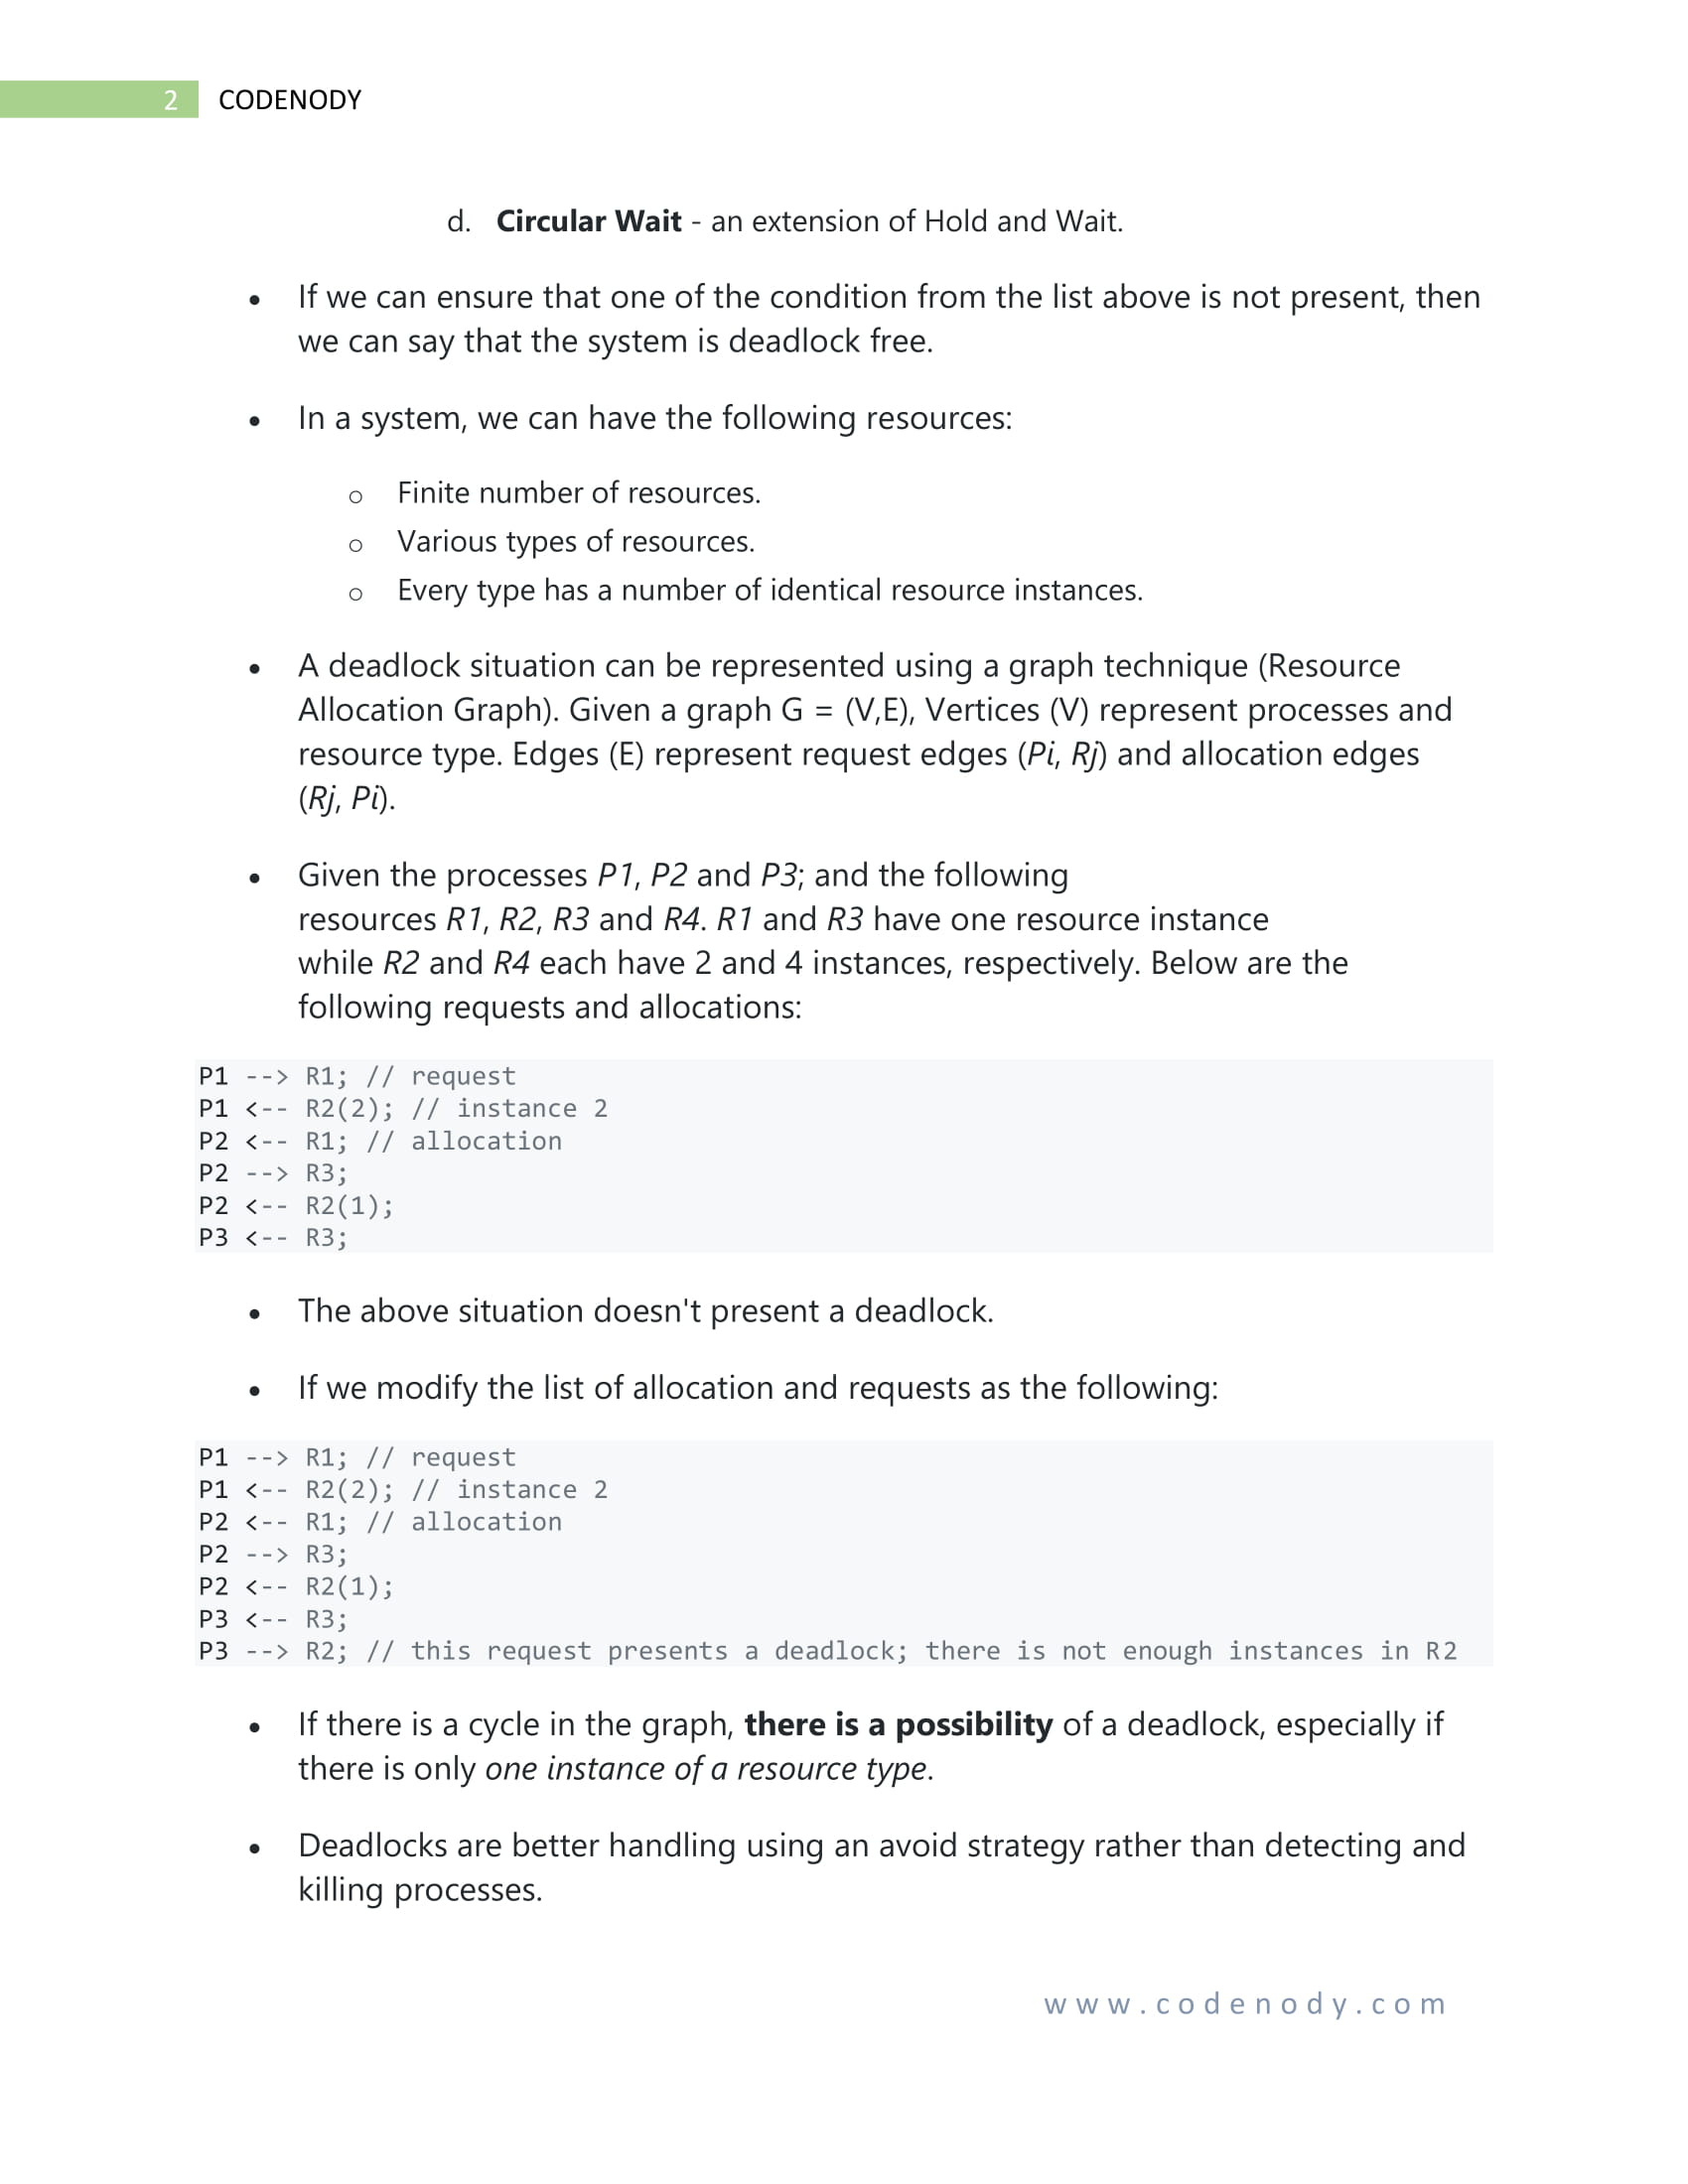 2 CODENODY
d. Circular Wait - an extension of Hold and Wait.
• If we can ensure that one of the condition from the list above is not present, then
we can say that the system is deadlock free.
• In a system, we can have the following resources:
o Finite number of resources.
o Various types of resources.
o Every type has a number of identical resource instances.
• A deadlock situation can be represented using a graph technique (Resource
Allocation Graph). Given a graph G = (V,E), Vertices (V) represent processes and
resource type. Edges (E) represent request edges (Pi, Rj) and allocation edges
(Rj, Pi).
• Given the processes P1, P2 and P3; and the following
resources R1, R2, R3 and R4. R1 and R3 have one resource instance
while R2 and R4 each have 2 and 4 instances, respectively. Below are the
following requests and allocations:
P1 --> R1; // request
P1 <-- R2(2); // instance 2
P2 <-- R1; // allocation
P2 --> R3;
P2 <-- R2(1);
P3 <-- R3;
• The above situation doesn't present a deadlock.
• If we modify the list of allocation and requests as the following:
P1 --> R1; // request
P1 <-- R2(2); // instance 2
P2 <-- R1; // allocation
P2 --> R3;
P2 <-- R2(1);
P3 <-- R3;
P3 --> R2; // this request presents a deadlock; there is not enough instances in R2
• If there is a cycle in the graph, there is a possibility of a deadlock, especially if
there is only one instance of a resource type.
• Deadlocks are better handling using an avoid strategy rather than detecting and
killing processes.
www.codenody.com